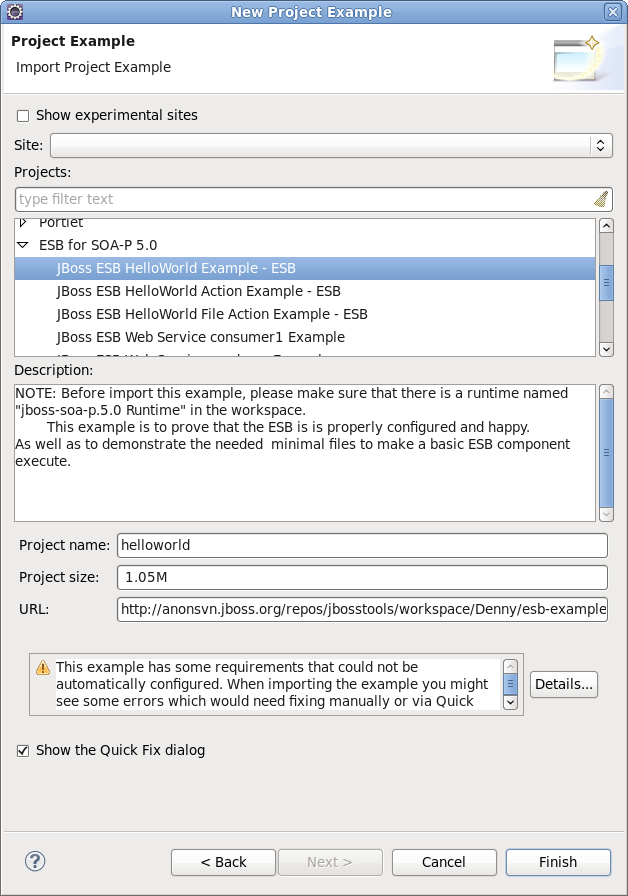 New Project Example
Project Example
Import Project Example
Show experimental sites
Site:
Projects:
type filter text
Portlet
ESB for SOA-P 5.0
JBoss ESB HelloWorld Example - ESB
JBoss ESB HelloWorld Action Example - ESB
JBoss ESB HelloWorld File Action Example - ESB
JBoss ESB Web Service consumer1 Example
Description:
NOTE: Before import this example, please make sure that there is a runtime named
"jboss-soa-p.5.0 Runtime" in the workspace.
This example is to prove that the ESB is is properly configured and happy.
As well as to demonstrate the needed  minimal files to make a basic ESB component
execute.
Project name: helloworld
Project size: 1.05M
URL: http://anonsvn.jboss.org/repos/jbosstools/workspace/Denny/esb-example
This example has some requirements that could not be
automatically configured. When importing the example you might
see some errors which would need fixing manually or via Quick
Details...
Show the Quick Fix dialog
< Back
Next >
Cancel
Finish